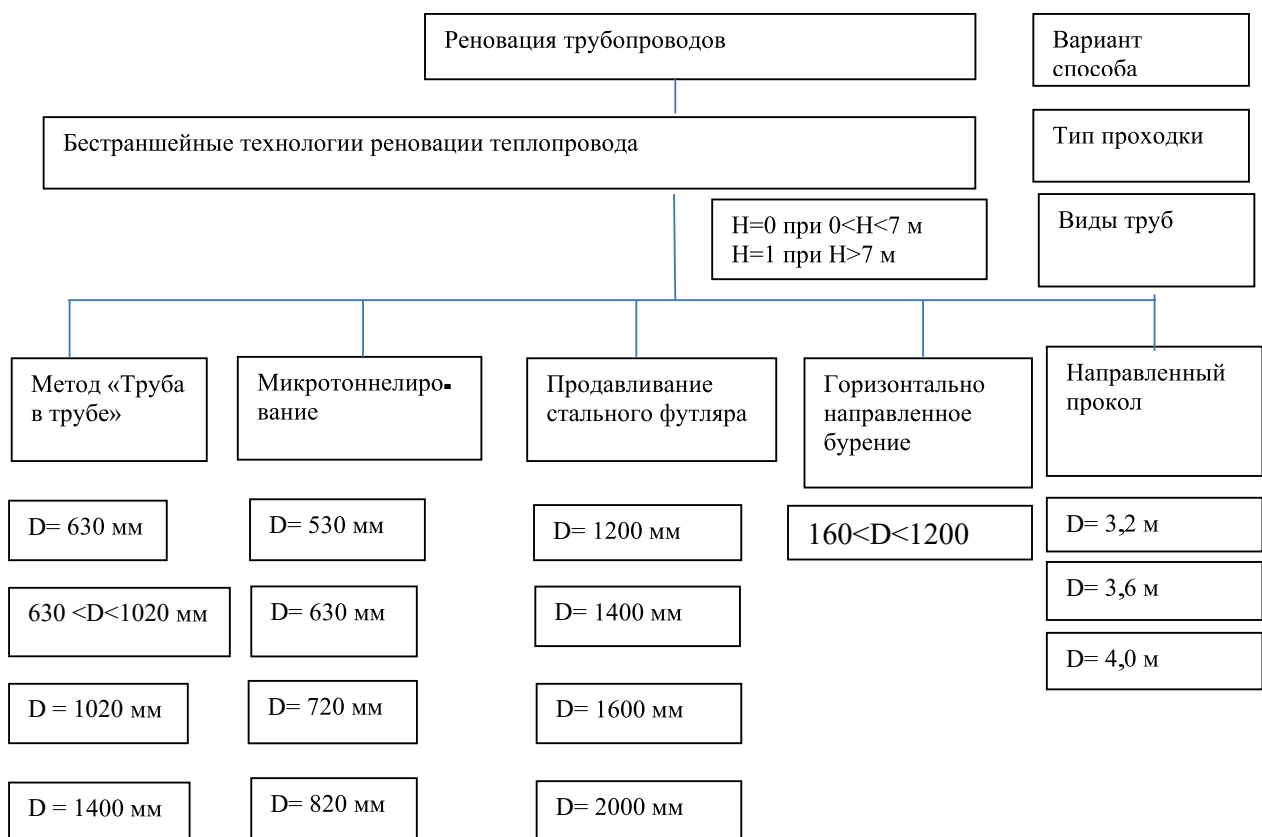 Реновация трубопроводов
Вариант
способа
Бестраншейные технологии реновации теплопровода
Тип проходки
H=0 при 0<H<7 м
H=1 при H>7 м
Виды труб
Метод «Труба
в трубе»
Микротоннелиро-
вание
Продавливание
стального футляра
Горизонтально
направленное
бурение
Направленный
прокол
D= 630 мм
D= 530 мм
D= 1200 мм
160<D<1200
D= 3,2 м
630 <D<1020 мм
D= 630 мм
D= 1400 мм
D= 3,6 м
D= 4,0 м
D = 1020 мм
D= 720 мм
D= 1600 мм
D = 1400 мм
D= 820 мм
D= 2000 мм